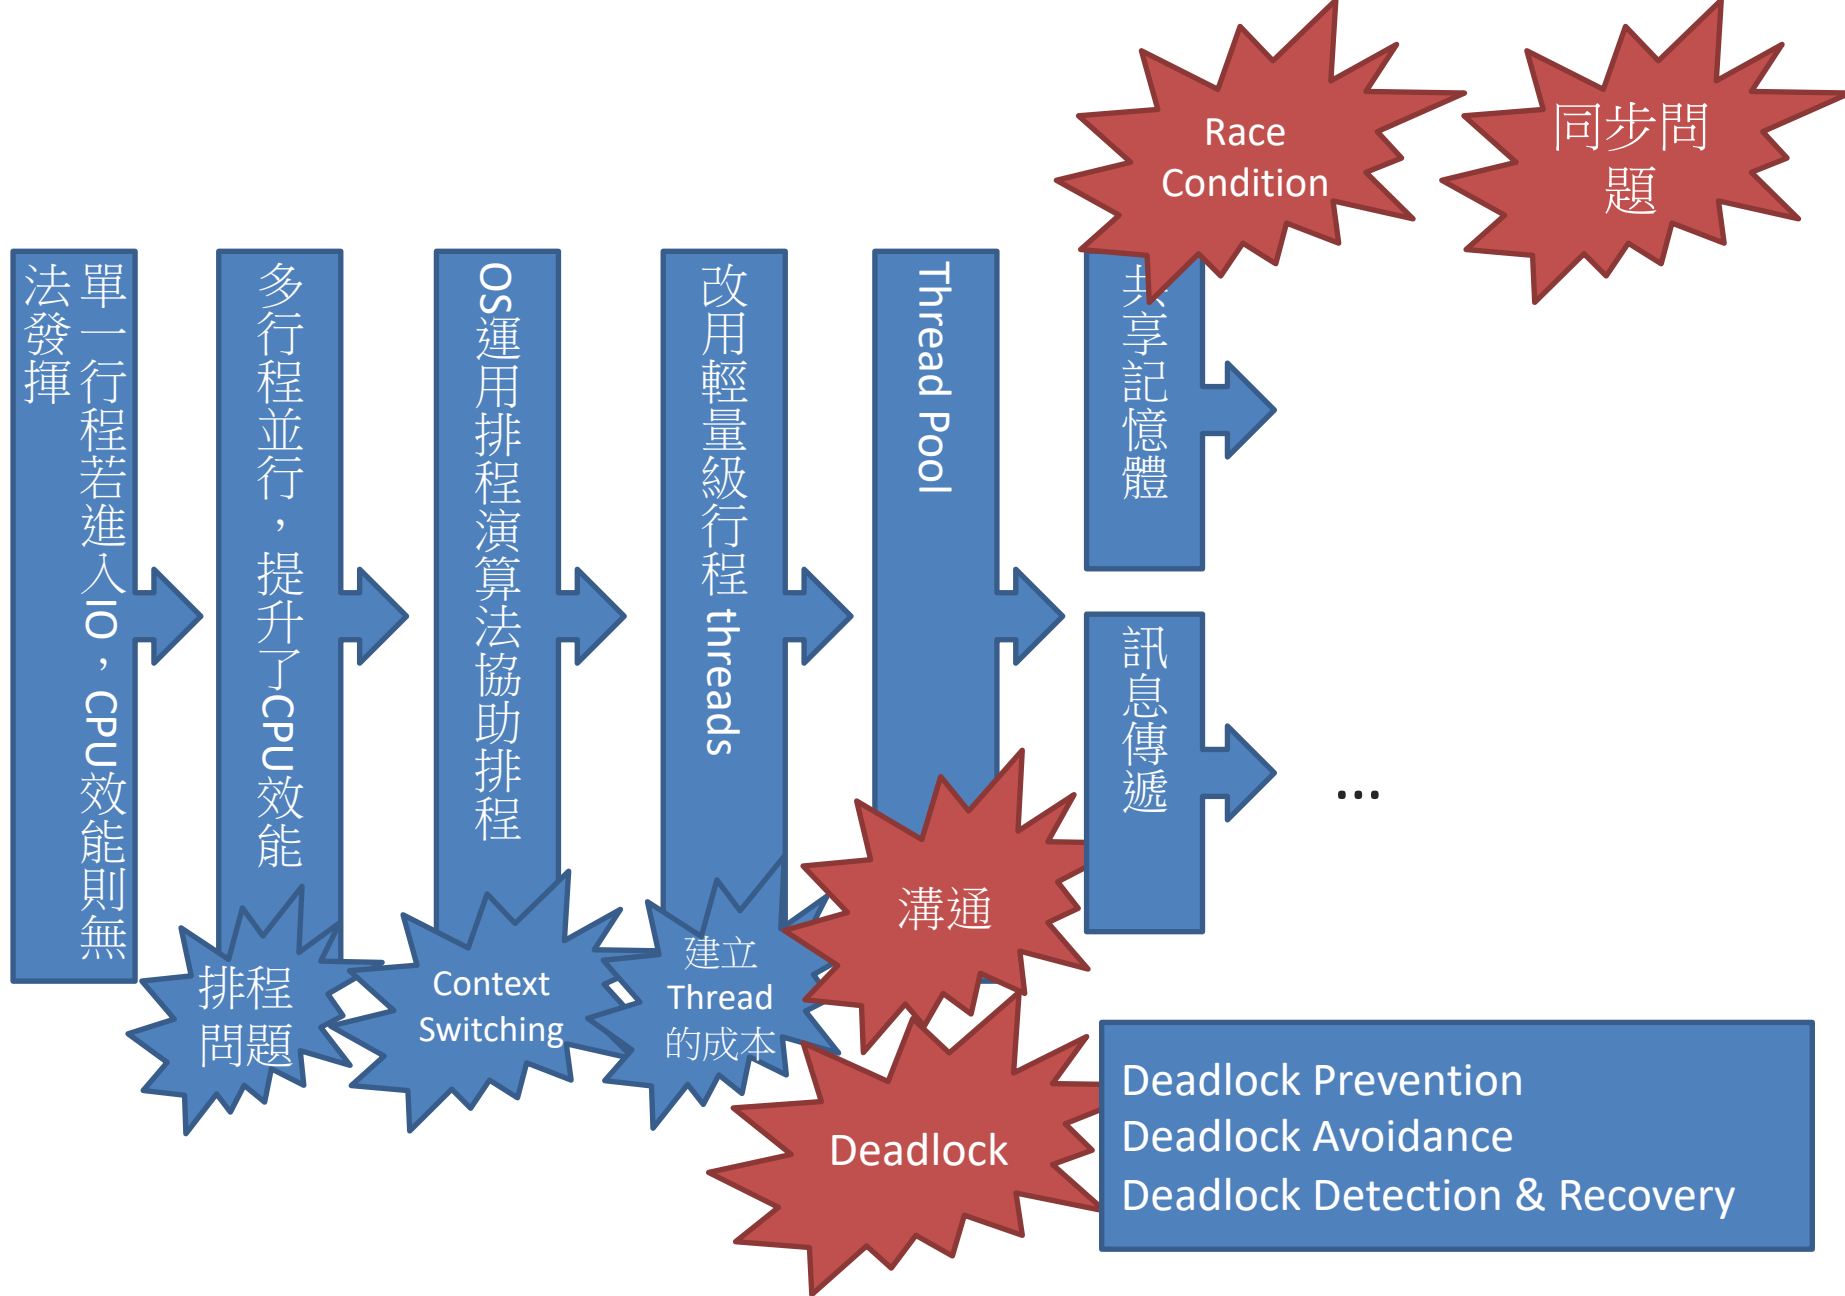 Race
Condition
同步問
題
單一行程若進入IO，CPU效能則無
法發揮
多行程並行，提升了CPU效能
OS運用排程演算法協助排程
改用輕量級行程 threads
Thread Pool
共享記憶體
訊息傳遞
...
排程
問題
Context
Switching
建立
Thread
的成本
溝通
Deadlock
Deadlock Prevention
Deadlock Avoidance
Deadlock Detection & Recovery